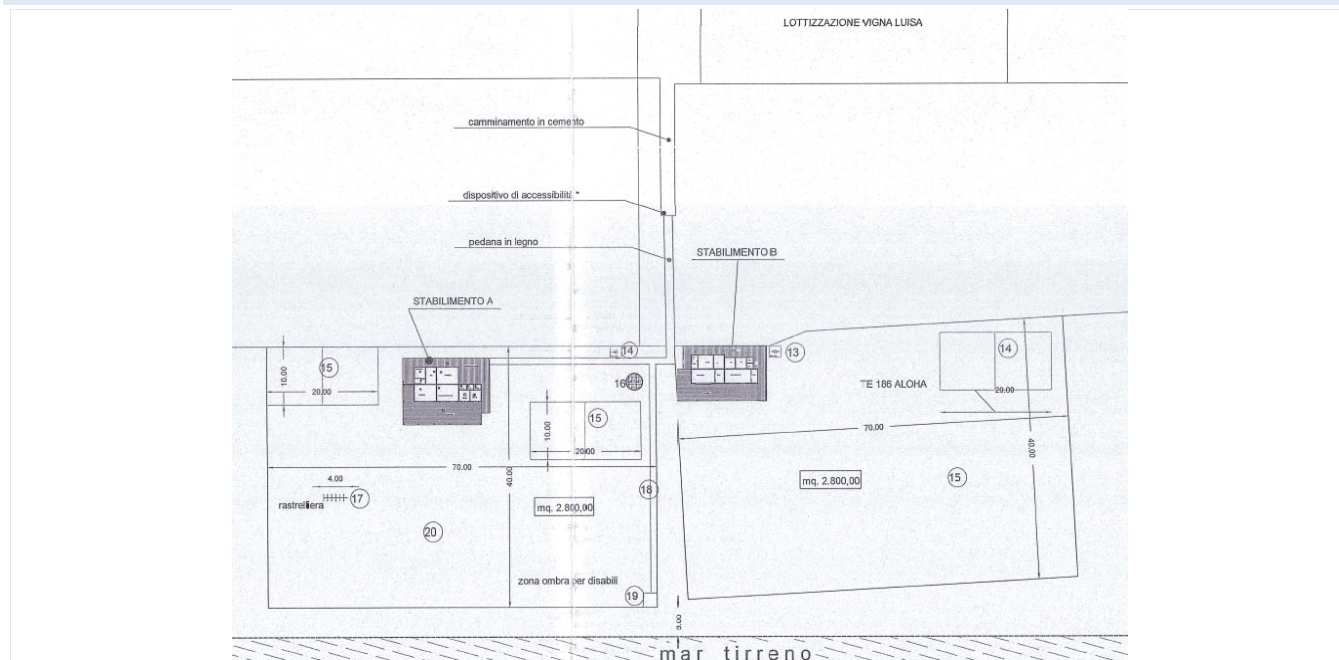 LOTTIZZAZIONE VIGNA LUISA
camminamento in cemento
dispositivo di accessibilità *
pedana in legno
STABILIMENTO B
STABILIMENTO A
14
13
14
15
10.00
20.00
16
TE 186 ALOHA
20.00
15
10.00
20.00
70.00
40.00
70.00
40.00
4.00
rastrelliera
17
18
mq. 2.800,00
mq. 2.800,00
15
20
zona ombra per disabili
19
mar tirreno